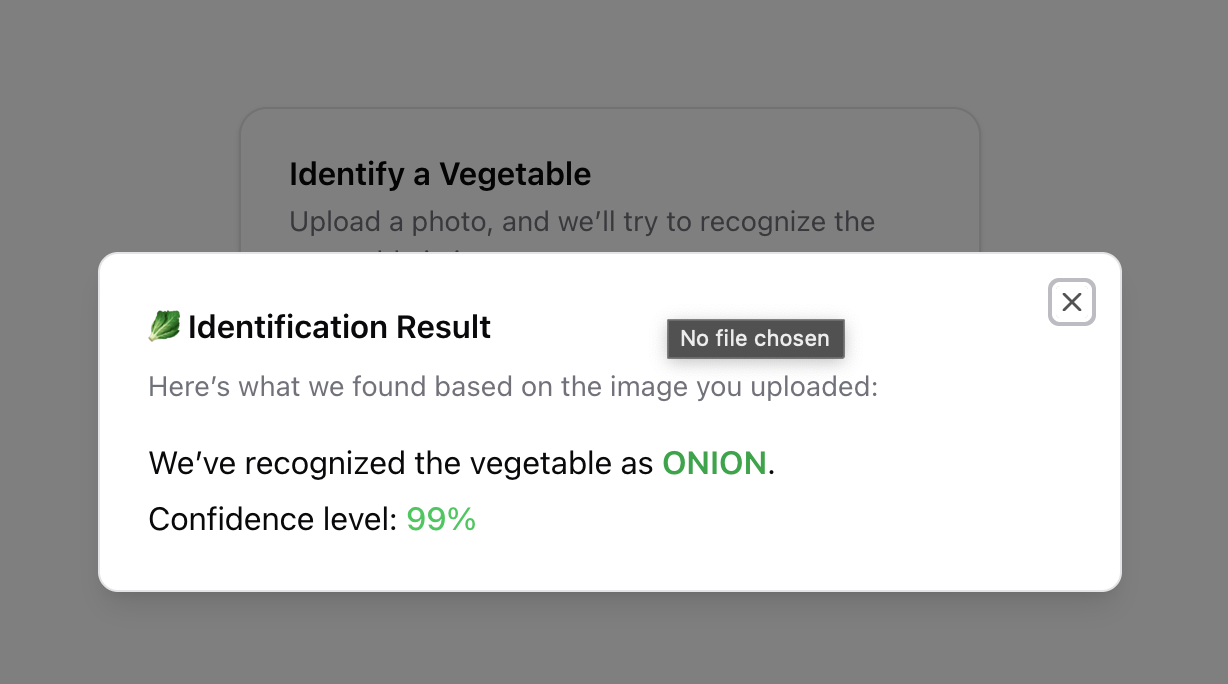 Identify a Vegetable
Upload a photo, and we’ll try to recognize the
🥬 Identification Result
No file chosen
Here’s what we found based on the image you uploaded:
We’ve recognized the vegetable as ONION.
Confidence level: 99%